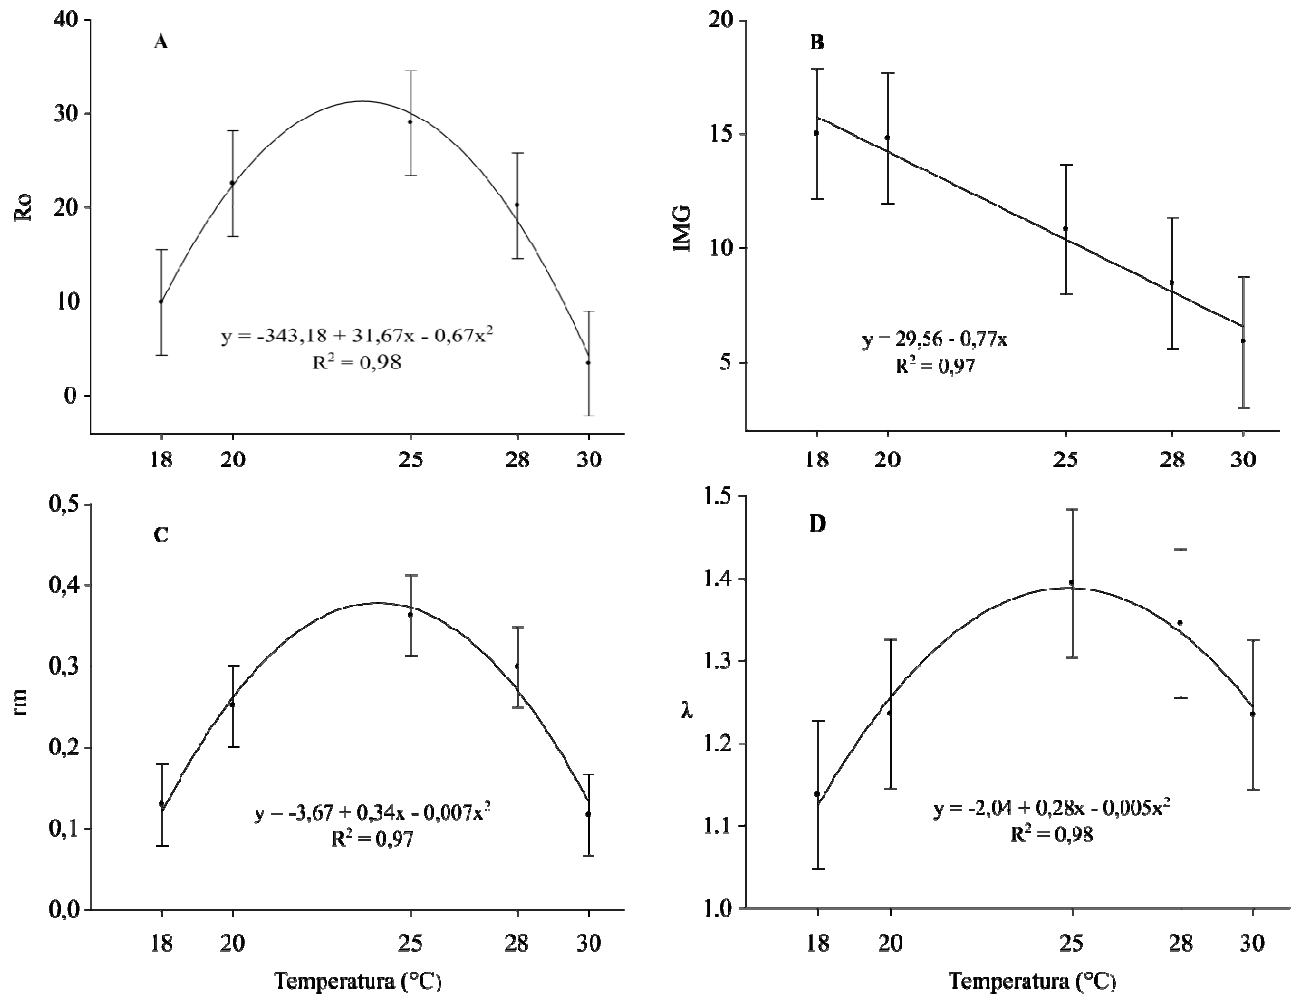 A
40
30
20
10
0
Ro
y = -343,18 + 31,67x - 0,67x²
R² = 0,98
18 20 25 28 30
B
20
15
10
5
IMG
y = 29,56 - 0,77x
R² = 0,97
18 20 25 28 30
C
0,5
0,4
0,3
0,2
0,1
0,0
rm
y = -3,67 + 0,34x - 0,007x²
R² = 0,97
18 20 25 28 30
Temperatura (°C)
D
1.5
1.4
1.3
1.2
1.1
1.0
λ
y = -2,04 + 0,28x - 0,005x²
R² = 0,98
18 20 25 28 30
Temperatura (°C)